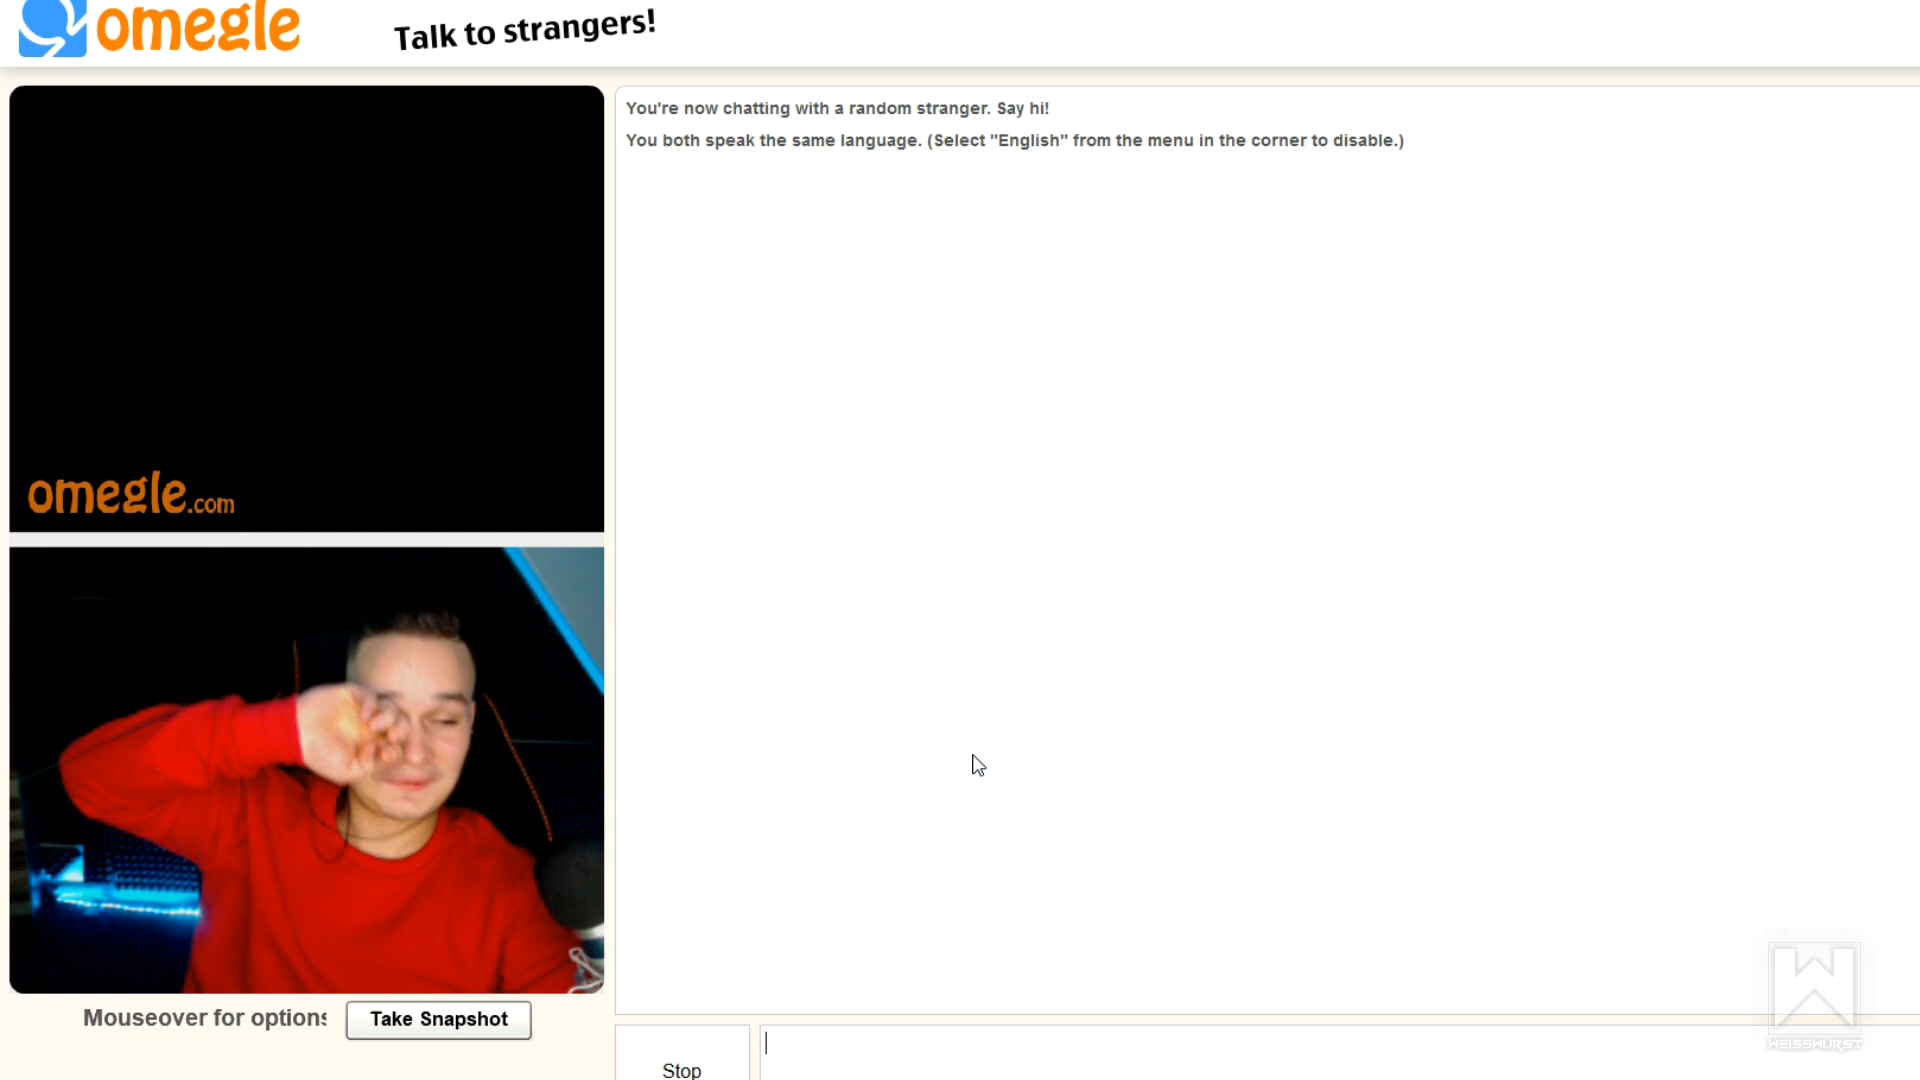 omegle
Talk to strangers!
You're now chatting with a random stranger. Say hi!
You both speak the same language. (Select "English" from the menu in the corner to disable.)
omegle.com
Mouseover for options
Take Snapshot
Stop
WEISSWURST